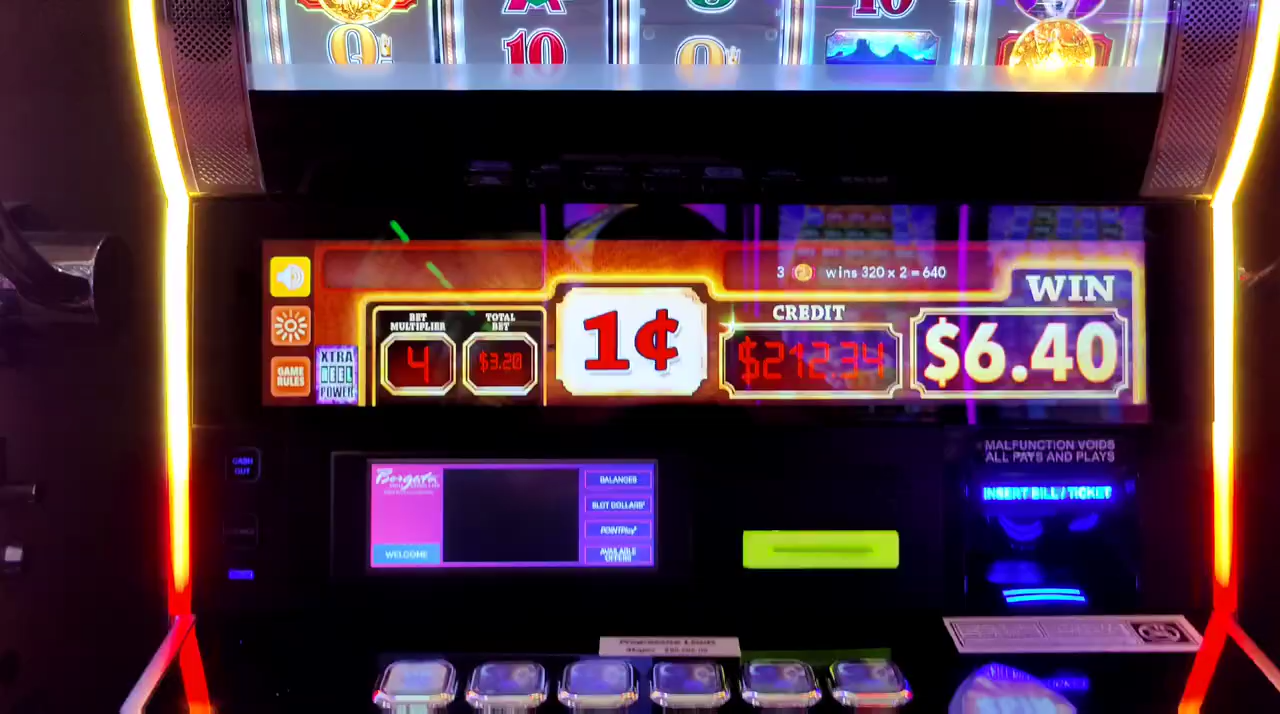 A
9
10
Q
10
Q
3 wins 320 x 2 = 640
WIN
BET
MULTIPLIER
TOTAL
BET
CREDIT
4
$3.20
1¢
$212.34
$6.40
GAME
RULES
XTRA
REEL
POWER
CASH
OUT
MALFUNCTION VOIDS
ALL PAYS AND PLAYS
INSERT BILL/TICKET
Borgata
BALANCES
SLOT DOLLARS
POINTPlay
AVAILABLE
OFFERS
WELCOME